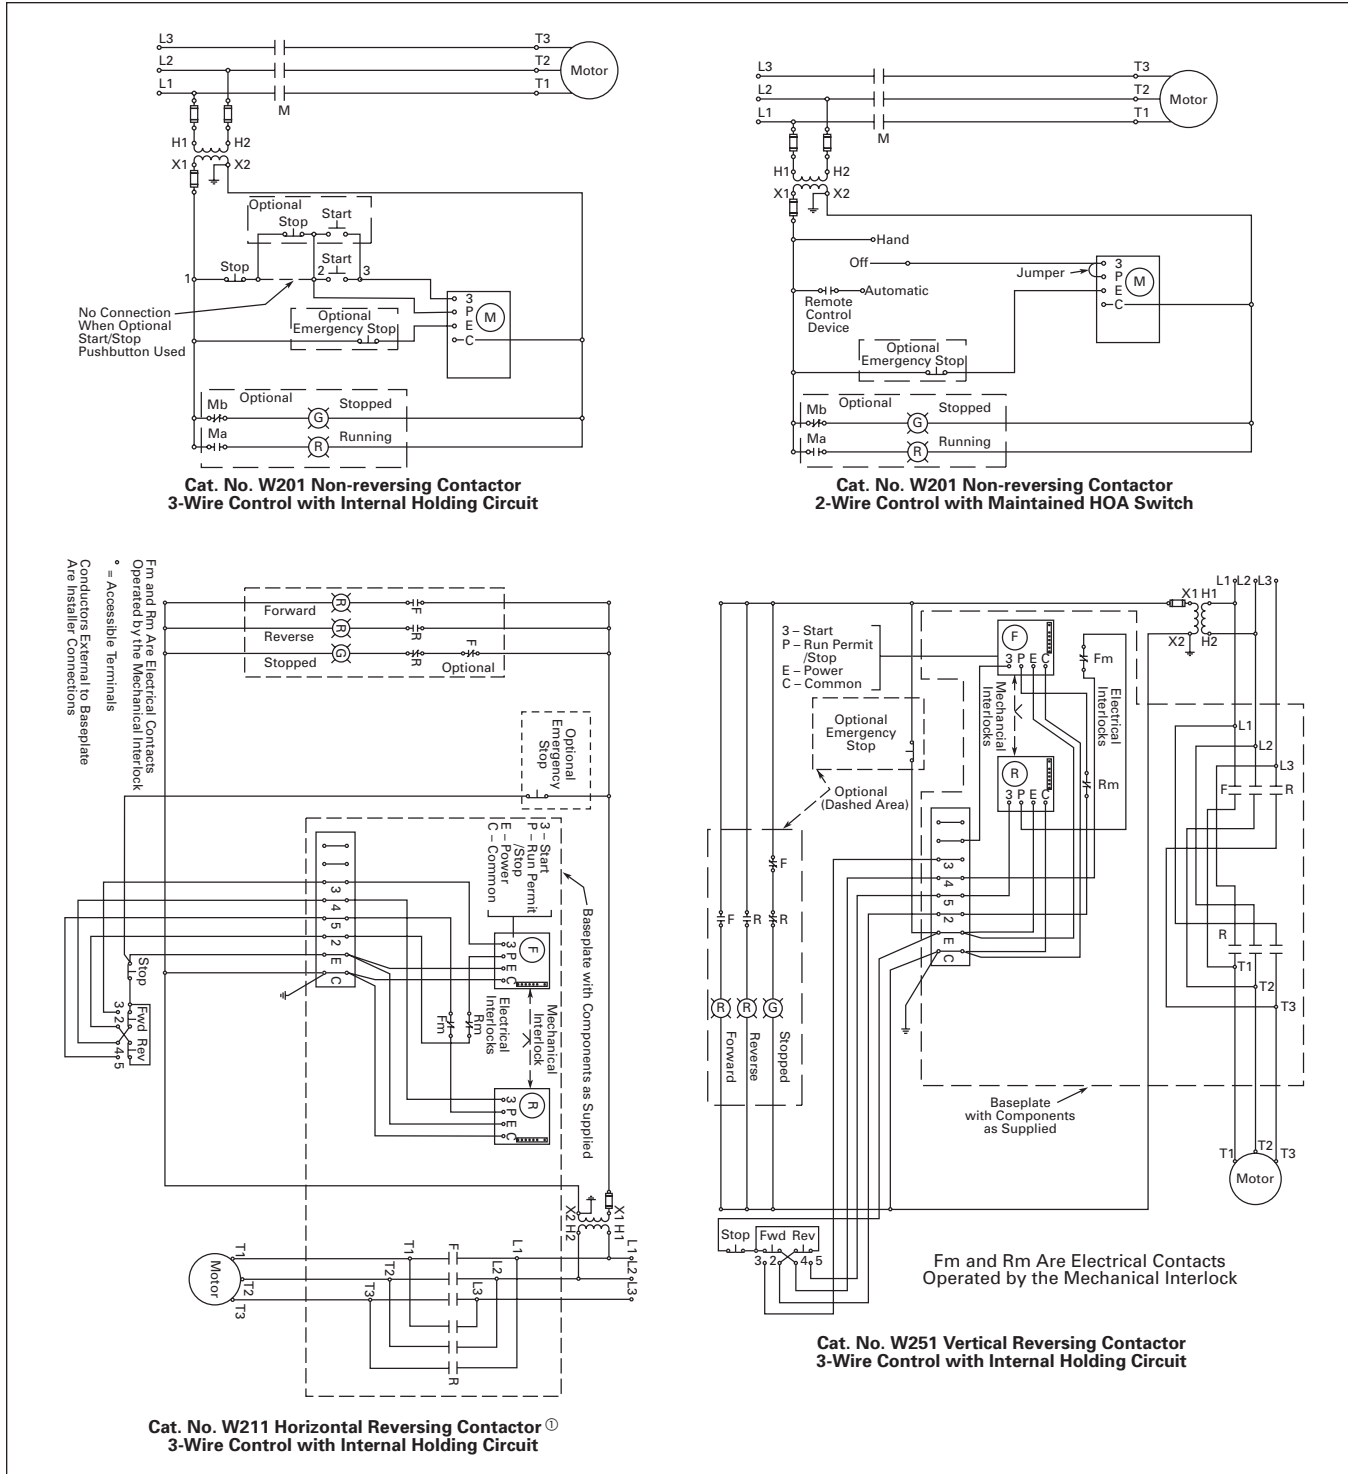 L3
T3
L2
T2
Motor
L1
T1
M
H1
H2
X1
X2
Optional
Stop
Start
1
Stop
2
Start
3
No Connection
When Optional
Start/Stop
Pushbutton Used
Optional
Emergency Stop
3
P
E
C
M
Optional
Mb
G
Stopped
Ma
R
Running
Cat. No. W201 Non-reversing Contactor
3-Wire Control with Internal Holding Circuit
L3
T3
L2
T2
Motor
L1
T1
M
H1
H2
X1
X2
Hand
Off
Jumper
3
P
E
C
M
Automatic
Remote
Control
Device
Optional
Emergency Stop
Optional
Mb
G
Stopped
Ma
R
Running
Cat. No. W201 Non-reversing Contactor
2-Wire Control with Maintained HOA Switch
Fm and Rm Are Electrical Contacts
Operated by the Mechanical Interlock
° = Accessible Terminals
Conductors External to Baseplate
Are Installer Connections
Forward
R
F
Reverse
R
R
Stopped
G
R
F
Optional
Optional
Emergency
Stop
3 – Start
P – Run Permit
/Stop
E – Power
C – Common
Baseplate with Components as Supplied
3
4
5
2
E
C
3
P
E
C
F
Stop
Fwd Rev
3
2
4
5
Fm
Rm
Electrical
Interlocks
Mechanical
Interlock
3
P
E
C
R
X2 H2
X1 H1
T1
T1
F
L1
L1
Motor
T2
T2
L2
L2
T3
T3
L3
L3
R
Cat. No. W211 Horizontal Reversing Contactor ①
3-Wire Control with Internal Holding Circuit
L1
L2
L3
X1 H1
X2
H2
3 – Start
P – Run Permit
/Stop
E – Power
C – Common
F
3 P E C
Fm
Mechancial
Interlocks
Electrical
Interlocks
Optional
Emergency
Stop
R
3 P E C
Rm
Optional
(Dashed Area)
L1
L2
L3
F
R
3
4
5
2
E
C
F
F
R
R
R
T1
T2
T3
R
R
G
Forward
Reverse
Stopped
Baseplate
with Components
as Supplied
T1
T2
T3
Motor
Stop
Fwd Rev
3 2 4 5
Fm and Rm Are Electrical Contacts
Operated by the Mechanical Interlock
Cat. No. W251 Vertical Reversing Contactor
3-Wire Control with Internal Holding Circuit